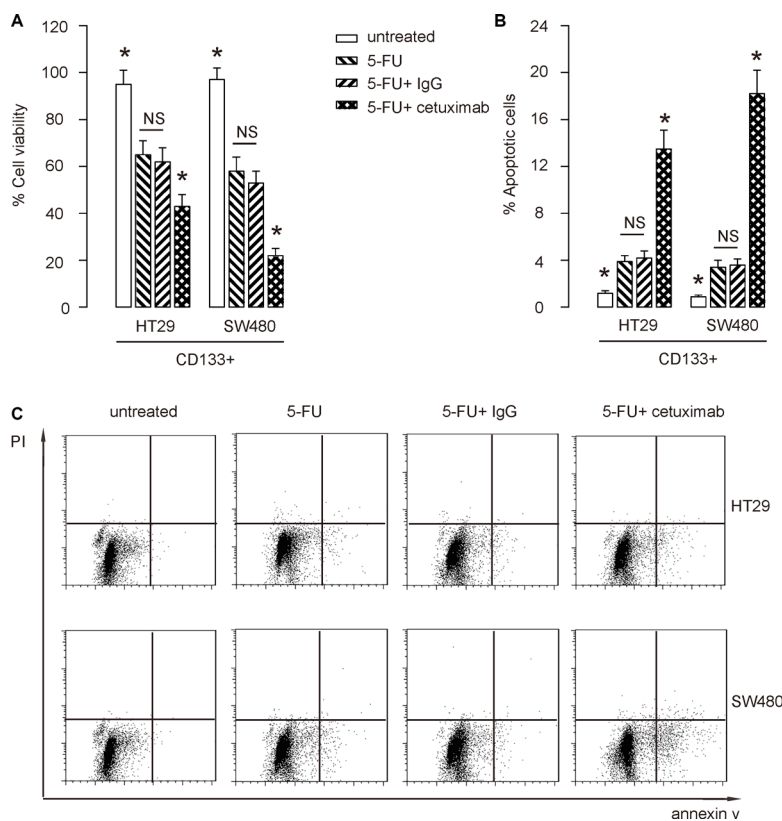 A
% Cell viability
120
100
80
60
40
20
0
*
*
NS
NS
*
*
HT29
SW480
CD133+
untreated
5-FU
5-FU+ IgG
5-FU+ cetuximab
B
% Apoptotic cells
24
20
16
12
8
4
0
*
*
NS
NS
*
*
HT29
SW480
CD133+
C
untreated
5-FU
5-FU+ IgG
5-FU+ cetuximab
PI
HT29
SW480
annexin v